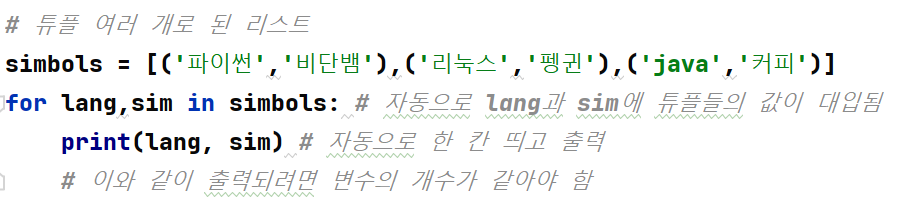 # 튜플 여러 개로 된 리스트
simbols = [('파이썬','비단뱀'),('리눅스','펭귄'),('java','커피')]
for lang,sim in simbols: # 자동으로 lang과 sim에 튜플들의 값이 대입됨
    print(lang, sim) # 자동으로 한 칸 띄고 출력
    # 이와 같이 출력되려면 변수의 개수가 같아야 함